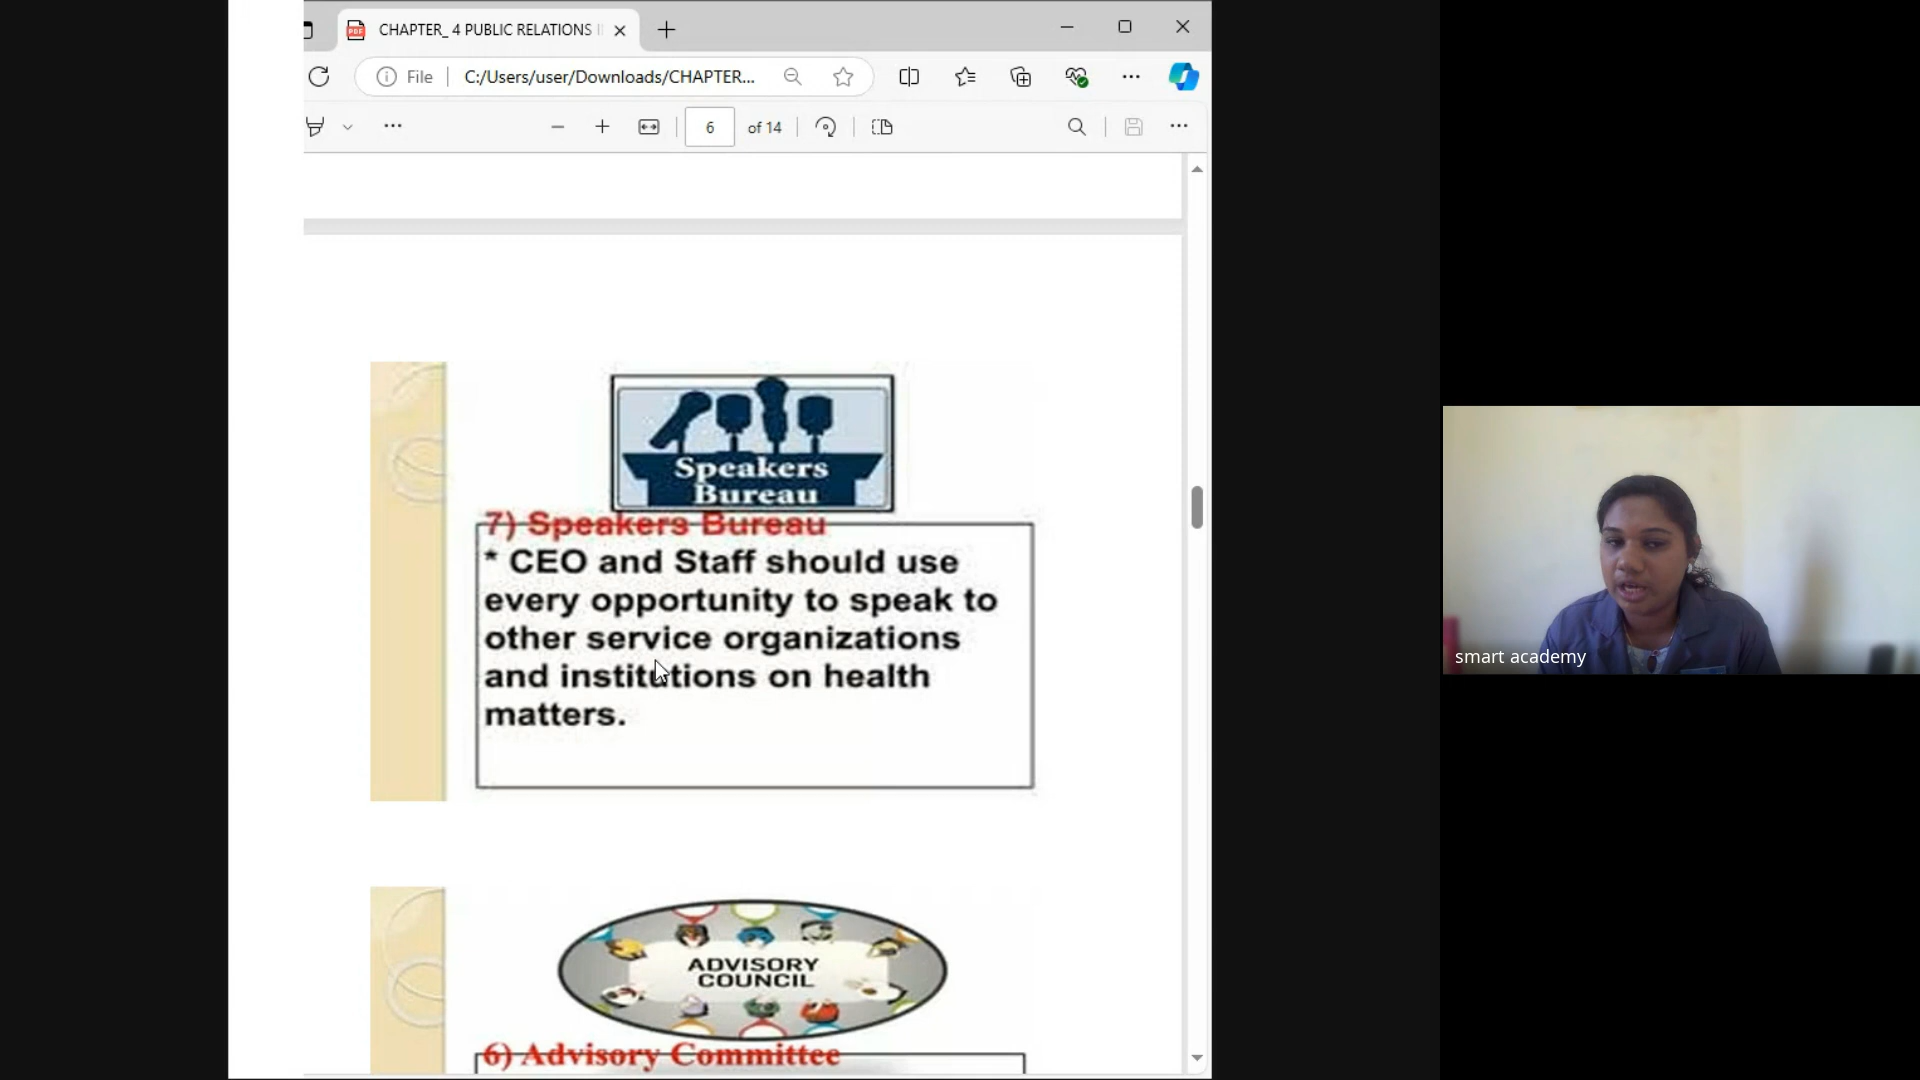 CHAPTER_ 4 PUBLIC RELATIONS I
File
C:/Users/user/Downloads/CHAPTER...
6 of 14
Speakers
Bureau
7) Speakers Bureau
* CEO and Staff should use
every opportunity to speak to
other service organizations
and institutions on health
matters.
ADVISORY
COUNCIL
6) Advisory Committee
smart academy